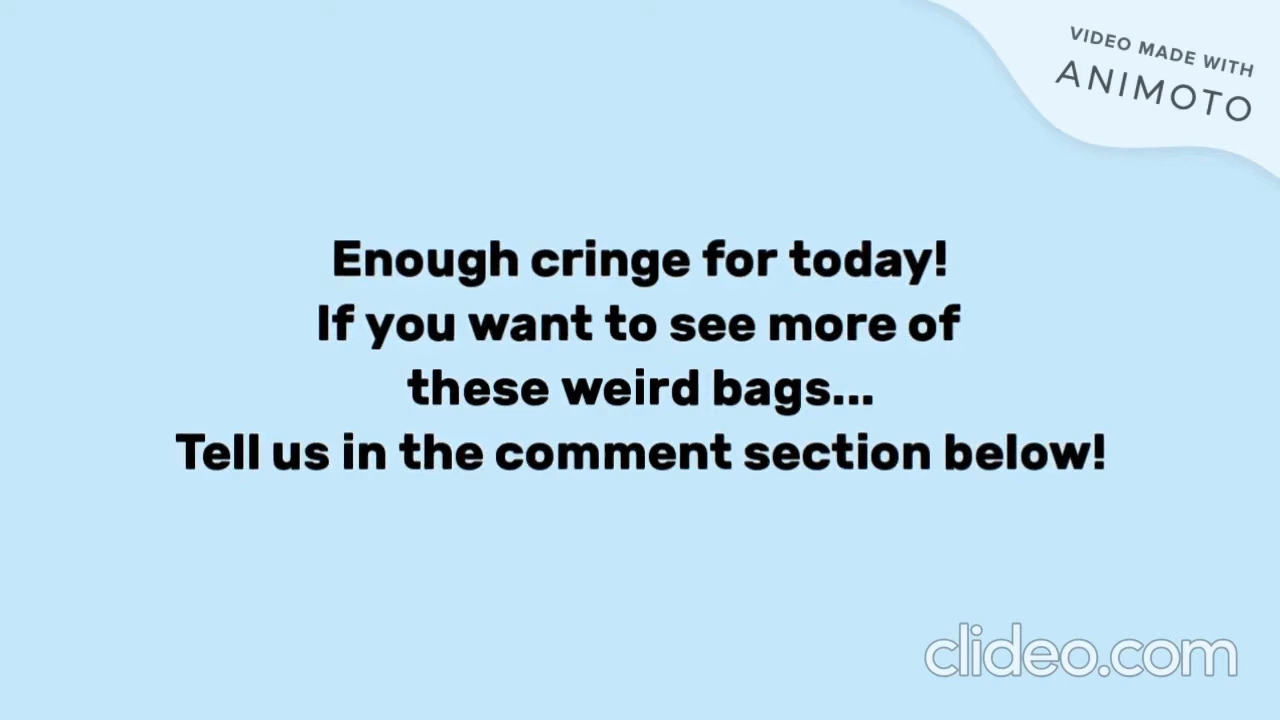 VIDEO MADE WITH
ANIMOTO
Enough cringe for today!
If you want to see more of
these weird bags...
Tell us in the comment section below!
clideo.com